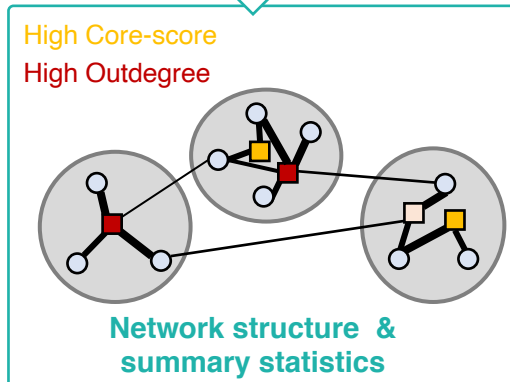 High Core-score
High Outdegree
Network structure &
summary statistics